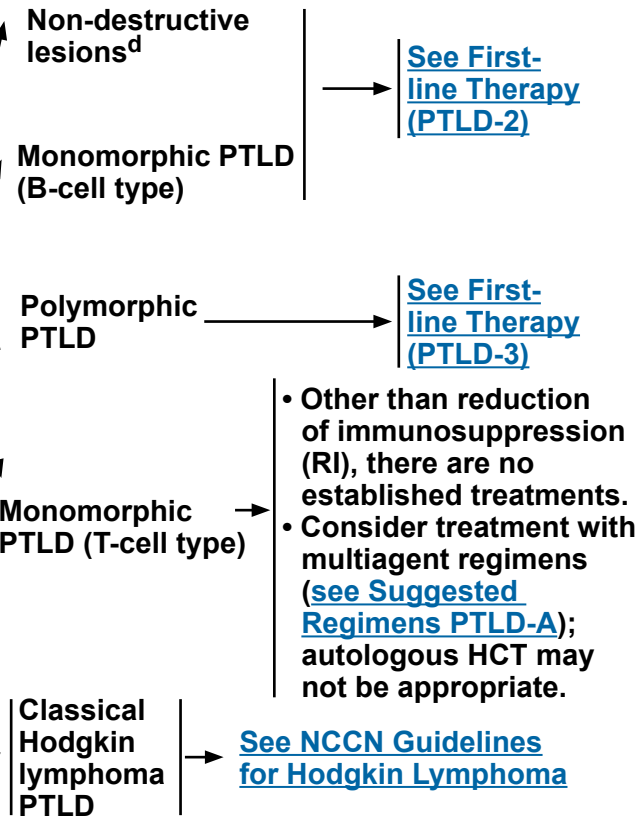 Non-destructive
lesionsd
See First-
line Therapy
(PTLD-2)
Monomorphic PTLD
(B-cell type)
Polymorphic
PTLD
See First-
line Therapy
(PTLD-3)
Monomorphic
PTLD (T-cell type)
• Other than reduction
of immunosuppression
(RI), there are no
established treatments.
• Consider treatment with
multiagent regimens
(see Suggested
Regimens PTLD-A);
autologous HCT may
not be appropriate.
Classical
Hodgkin
lymphoma
PTLD
See NCCN Guidelines
for Hodgkin Lymphoma